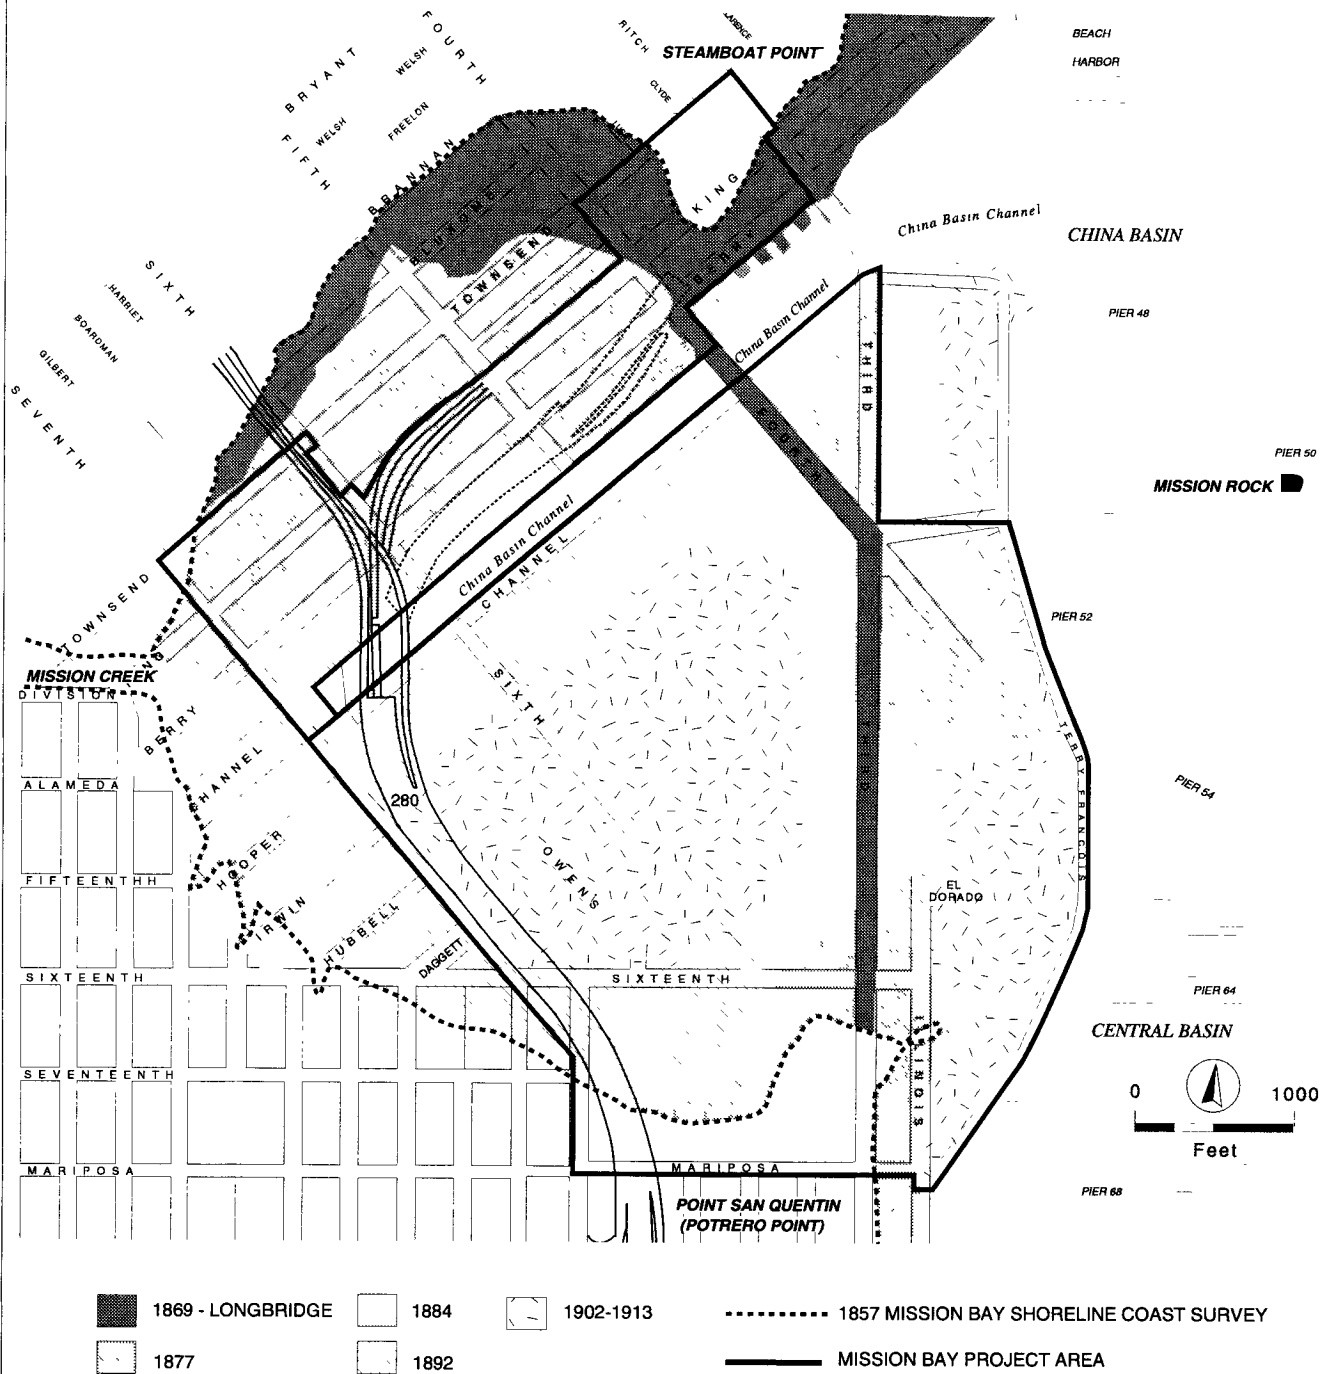 BEACH
HARBOR
STEAMBOAT POINT
RITCH
CLYDE
FOURTH
WELSH
BRYANT
FREELON
WELSH
FIFTH
BRANNAN
BLUXOME
TOWNSEND
KING
BERRY
China Basin Channel
CHINA BASIN
SIXTH
HARRIET
BOARDMAN
GILBERT
SEVENTH
China Basin Channel
PIER 48
THIRD
FOURTH
PIER 50
MISSION ROCK
China Basin Channel
CHANNEL
TOWNSEND
PIER 52
MISSION CREEK
DIVISION
BERRY
SIXTH
THIRD
TERRY FRANCOIS
CHANNEL
ALAMEDA
280
PIER 54
HOOPER
OWENS
FIFTEENTHH
EL
DORADO
IRWIN
HUBBELL
DAGGETT
SIXTEENTH
SIXTEENTH
PIER 64
CENTRAL BASIN
ILLINOIS
SEVENTEENTH
0 1000
Feet
MARIPOSA
MARIPOSA
PIER 68
POINT SAN QUENTIN
(POTRERO POINT)
1869 - LONGBRIDGE
1884
1902-1913
1857 MISSION BAY SHORELINE COAST SURVEY
1877
1892
MISSION BAY PROJECT AREA